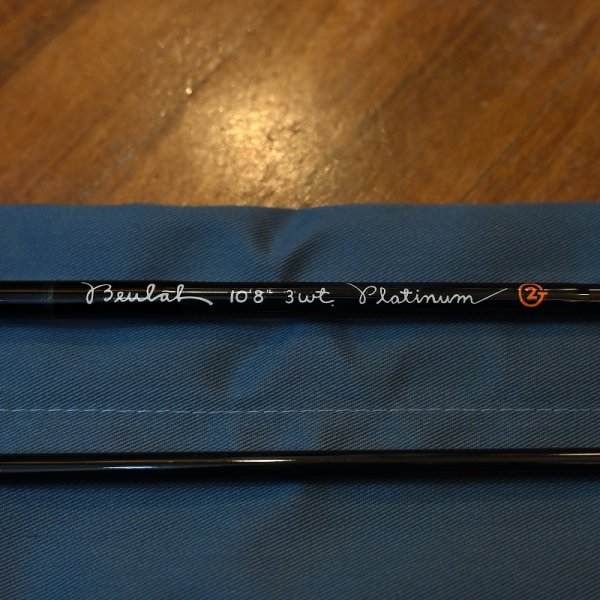 Beulah 10'8" 3wt. Platinum 2